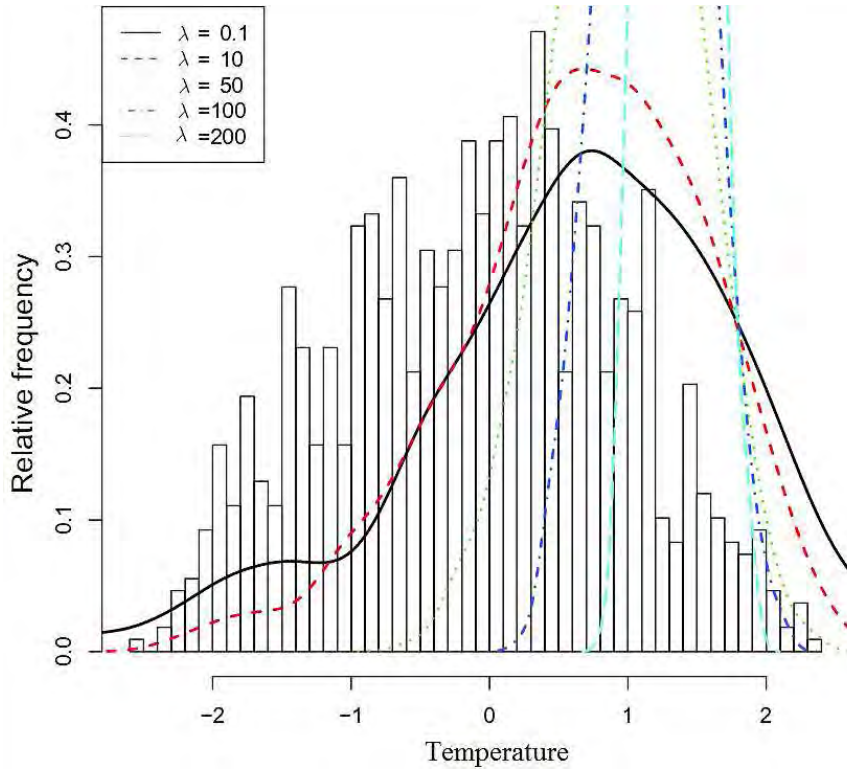 λ = 0.1
λ = 10
λ = 50
λ =100
λ =200
Relative frequency
0.4
0.3
0.2
0.1
0.0
−2 −1 0 1 2
Temperature